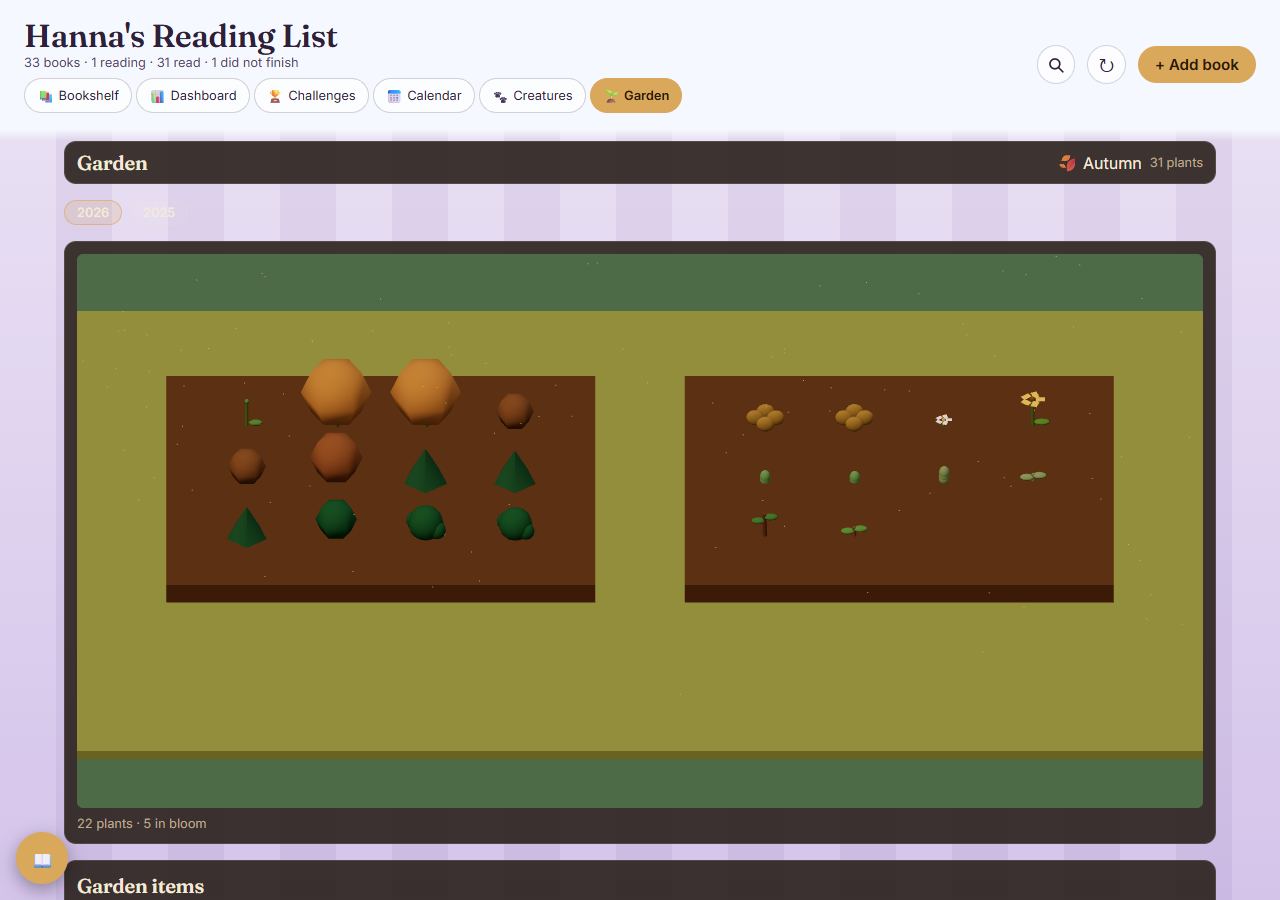 Hanna's Reading List
33 books · 1 reading · 31 read · 1 did not finish
+ Add book
Bookshelf
Dashboard
Challenges
Calendar
Creatures
Garden
Garden
Autumn 31 plants
2026 2025
22 plants · 5 in bloom
Garden items